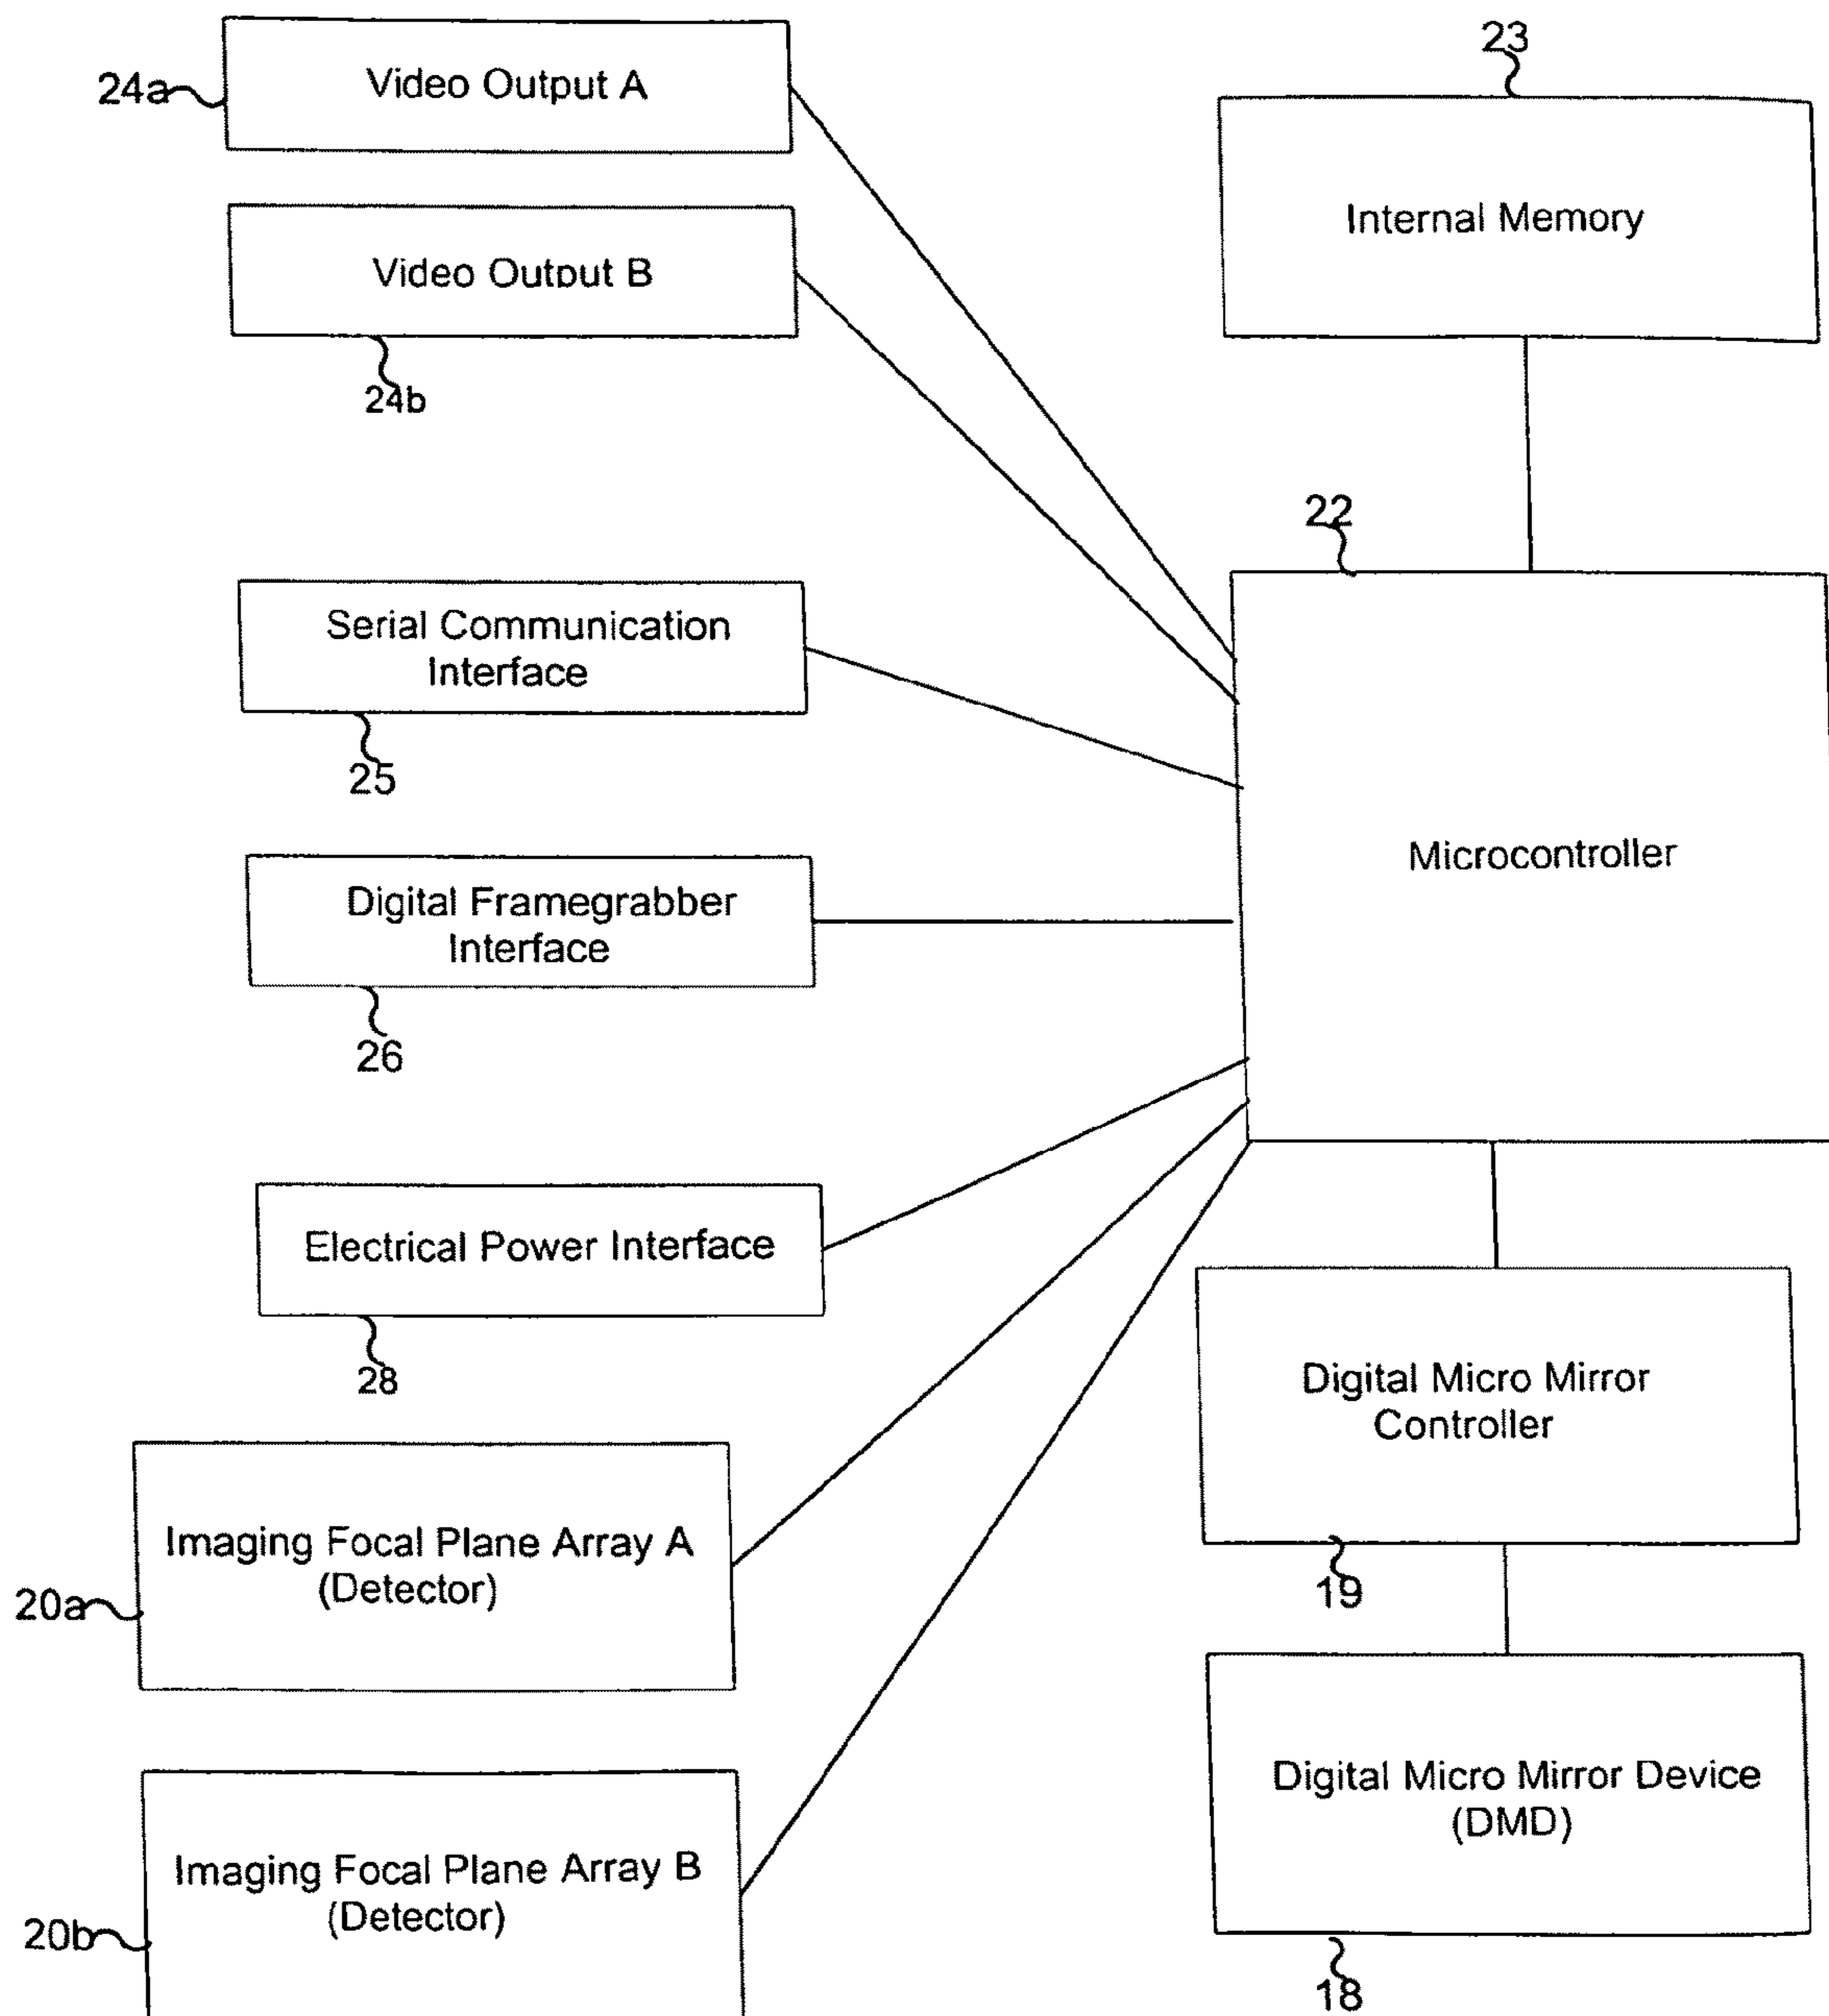 24a
Video Output A
Video Output B
24b
Serial Communication
Interface
25
Digital Framegrabber
Interface
26
Electrical Power Interface
28
Imaging Focal Plane Array A
(Detector)
20a
Imaging Focal Plane Array B
(Detector)
20b
23
Internal Memory
22
Microcontroller
Digital Micro Mirror
Controller
19
Digital Micro Mirror Device
(DMD)
18